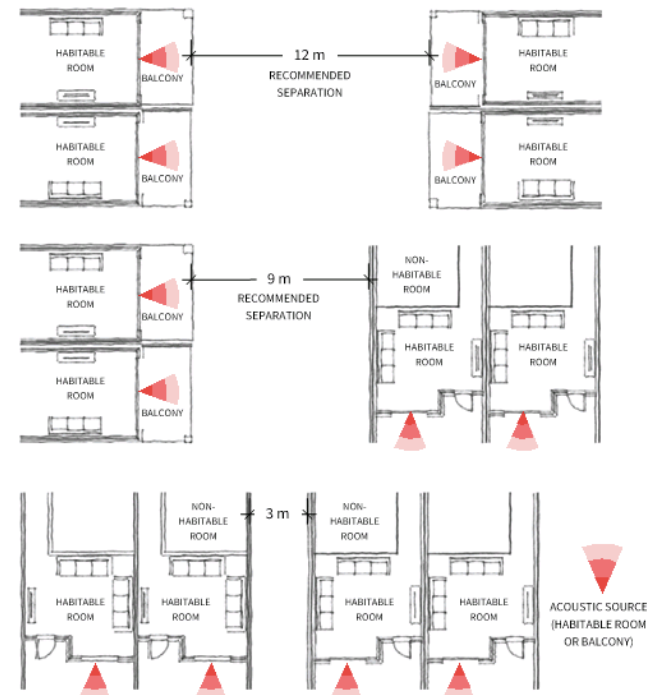 HABITABLE
ROOM
BALCONY
12 m
RECOMMENDED
SEPARATION
BALCONY
HABITABLE
ROOM
HABITABLE
ROOM
BALCONY
BALCONY
HABITABLE
ROOM
HABITABLE
ROOM
BALCONY
9 m
RECOMMENDED
SEPARATION
NON-
HABITABLE
ROOM
HABITABLE
ROOM
HABITABLE
ROOM
HABITABLE
ROOM
BALCONY
NON-
HABITABLE
ROOM
3 m
NON-
HABITABLE
ROOM
HABITABLE
ROOM
HABITABLE
ROOM
HABITABLE
ROOM
HABITABLE
ROOM
ACOUSTIC SOURCE
(HABITABLE ROOM
OR BALCONY)